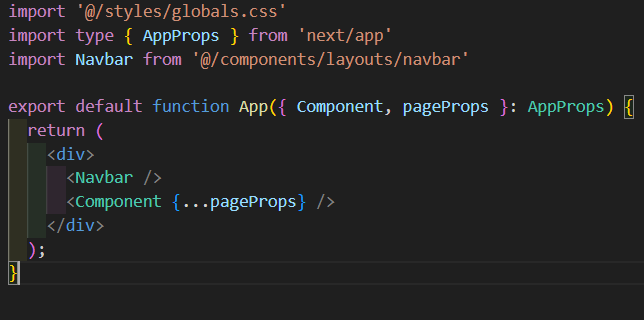 import '@/styles/globals.css'
import type { AppProps } from 'next/app'
import Navbar from '@/components/layouts/navbar'

export default function App({ Component, pageProps }: AppProps) {
  return (
    <div>
      <Navbar />
      <Component {...pageProps} />
    </div>
  );
}